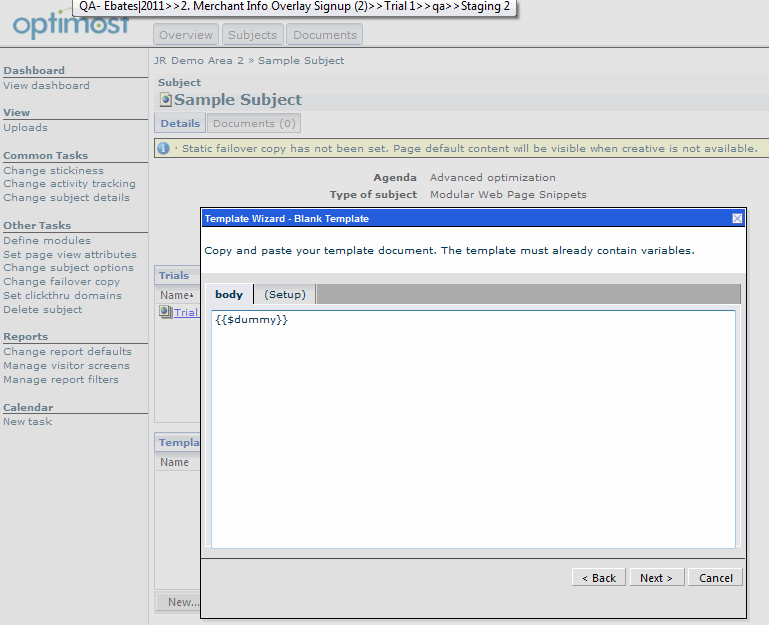 QA- Ebates|2011>>2. Merchant Info Overlay Signup (2)>>Trial 1>>qa>>Staging 2
optimost
Overview Subjects Documents
JR Demo Area 2 » Sample Subject
Dashboard
View dashboard
View
Uploads
Common Tasks
Change stickiness
Change activity tracking
Change subject details
Other Tasks
Define modules
Set page view attributes
Change subject options
Change failover copy
Set clickthru domains
Delete subject
Reports
Change report defaults
Manage visitor screens
Manage report filters
Calendar
New task
Subject
Sample Subject
Details Documents (0)
· Static failover copy has not been set. Page default content will be visible when creative is not available.
Agenda Advanced optimization
Type of subject Modular Web Page Snippets
Trials
Name
Trial
Templa
Name
New...
Template Wizard - Blank Template
Copy and paste your template document. The template must already contain variables.
body (Setup)
{{$dummy}}
< Back Next > Cancel